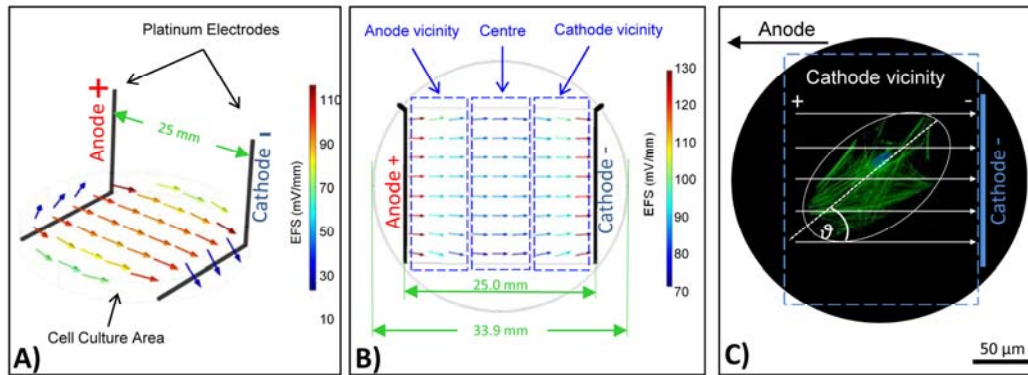 Platinum Electrodes
Anode +
25 mm
Cathode -
Cell Culture Area
110
90
70
50
30
10
EFS (mV/mm)
A)
Anode vicinity
Centre
Cathode vicinity
Anode +
Cathode -
25.0 mm
33.9 mm
130
120
110
100
90
80
70
EFS (mV/mm)
B)
Anode
Cathode vicinity
+
-
ϑ
Cathode -
50 µm
C)